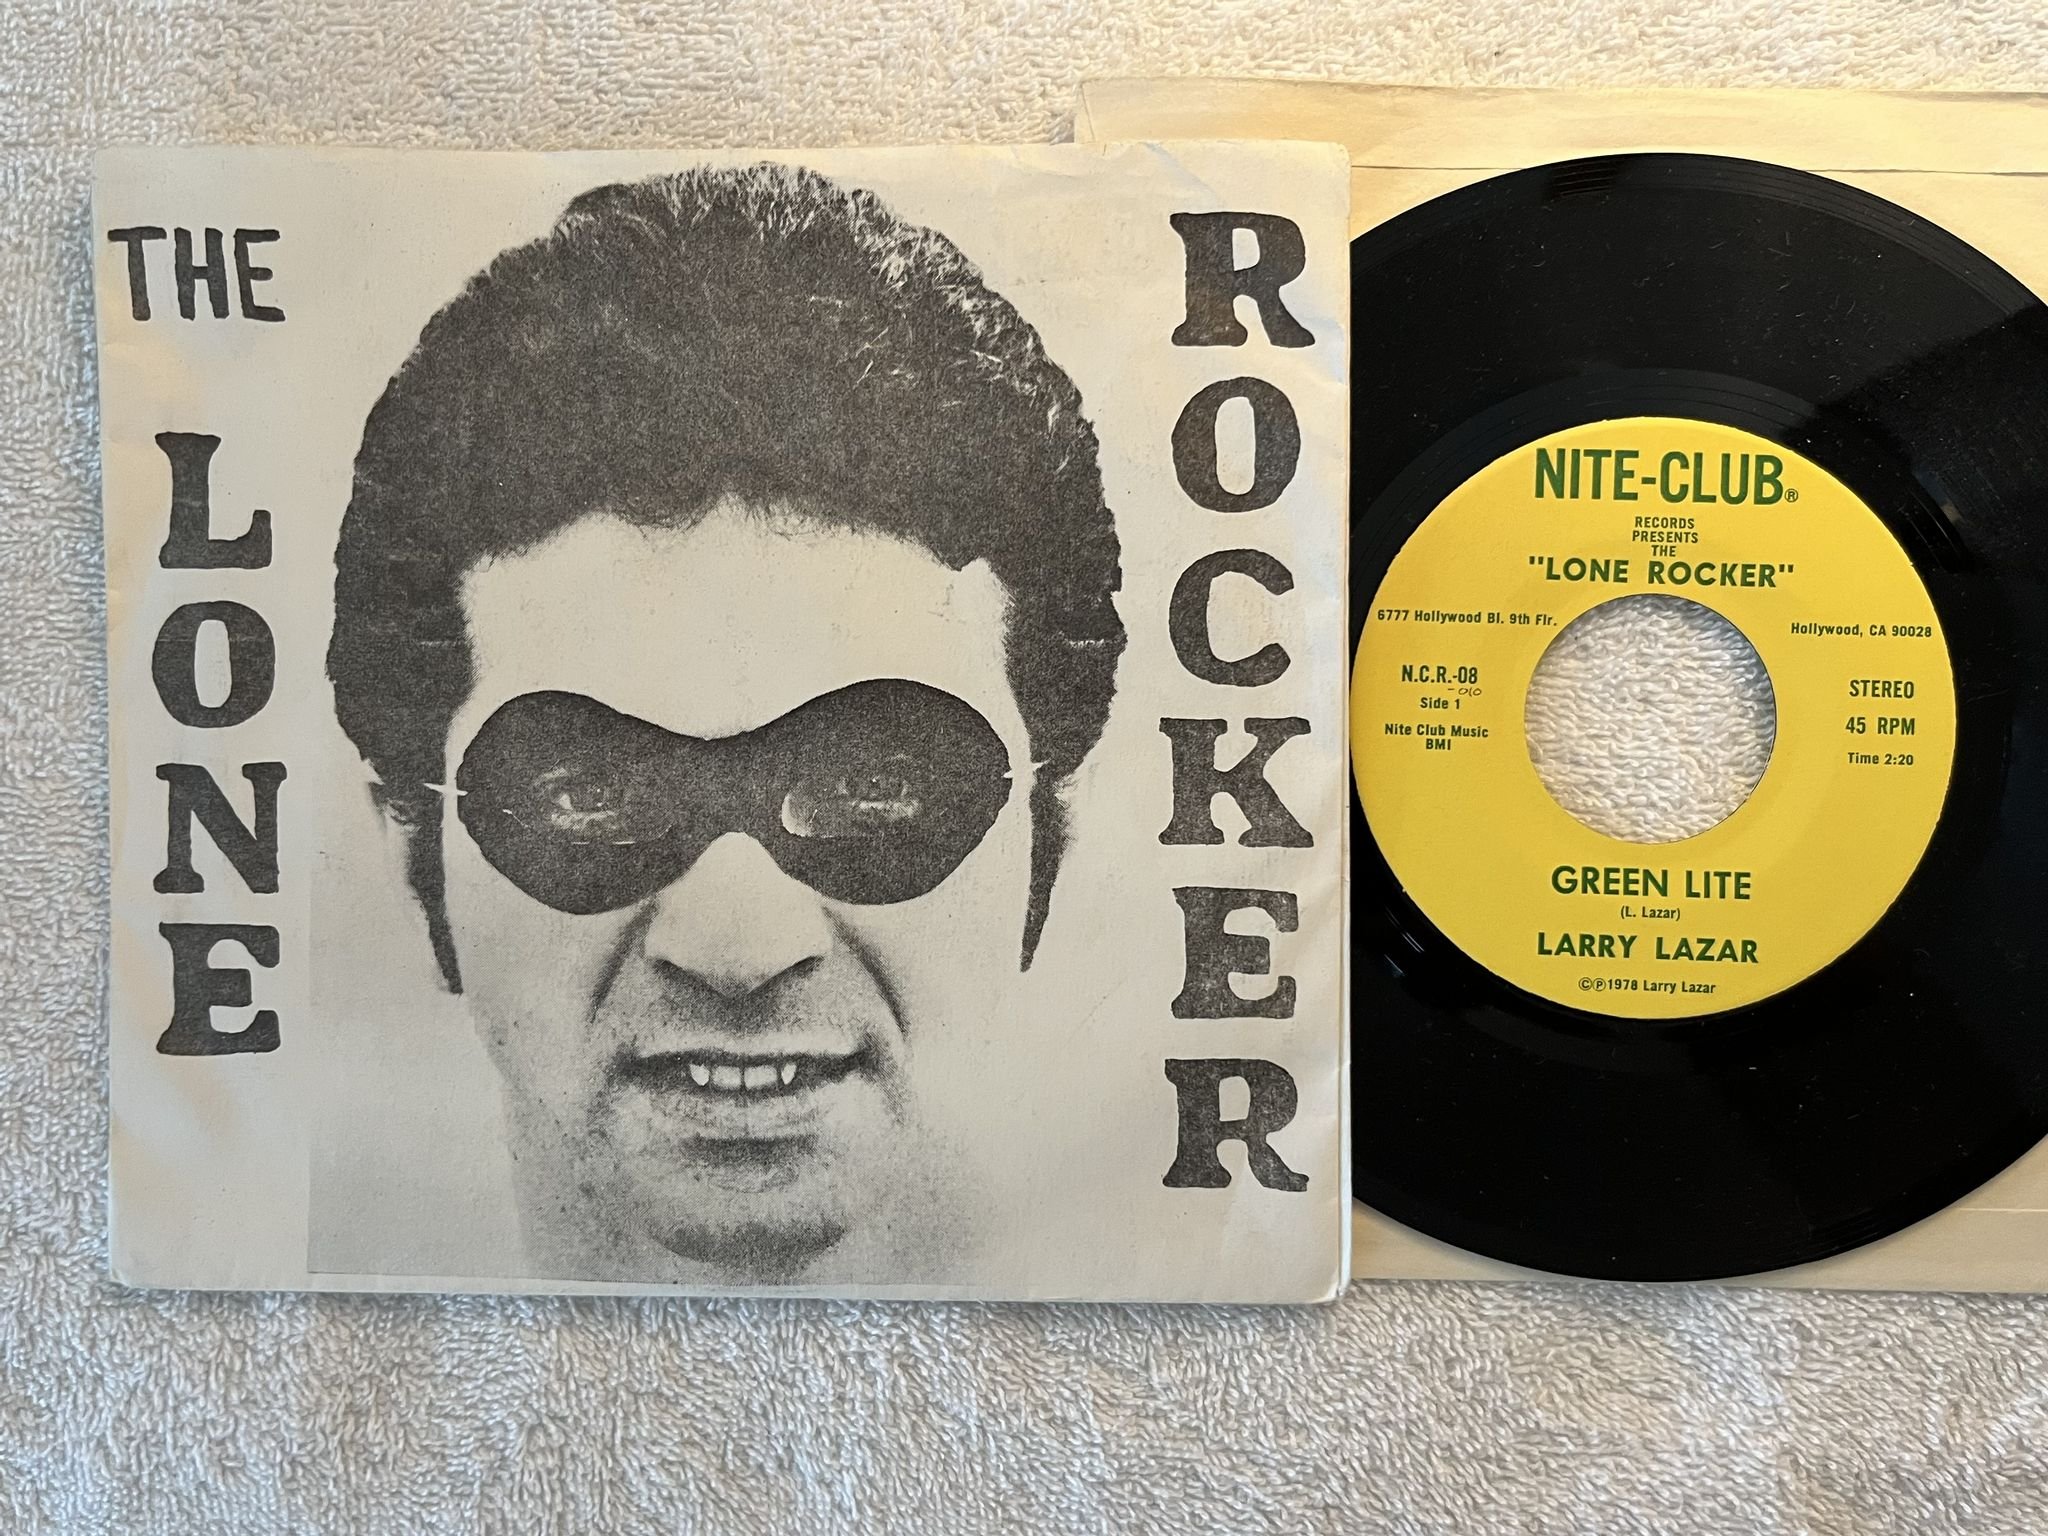 THE
LONE
ROCKER
NITE-CLUB®
RECORDS
PRESENTS
THE
"LONE ROCKER"
6777 Hollywood Bl. 9th Flr.
Hollywood, CA 90028
N.C.R.-08
-010
Side 1
Nite Club Music
BMI
STEREO
45 RPM
Time 2:20
GREEN LITE
(L. Lazar)
LARRY LAZAR
©℗1978 Larry Lazar